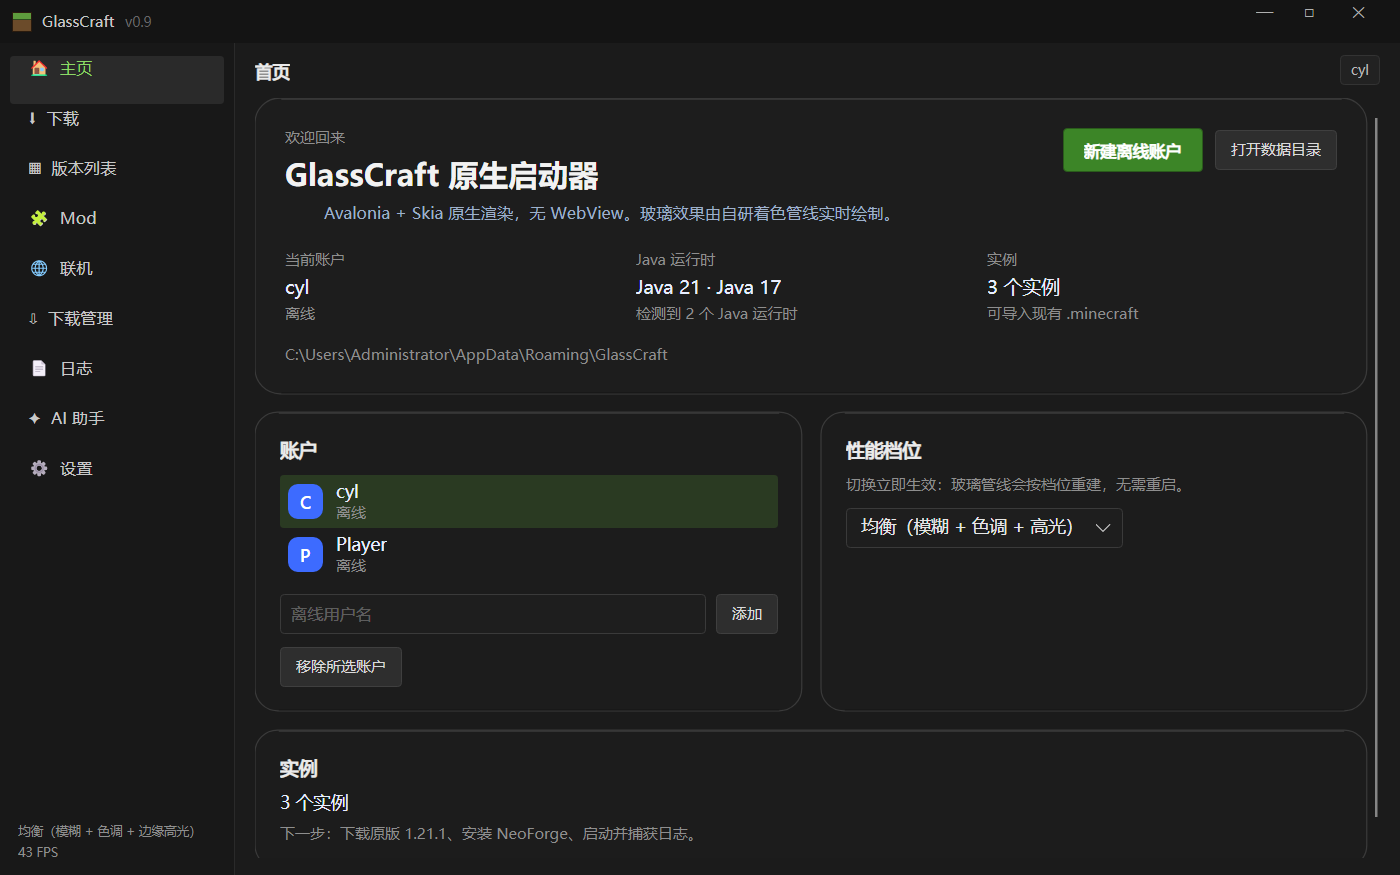 GlassCraft v0.9
主页
下载
版本列表
Mod
联机
下载管理
日志
AI 助手
设置
均衡（模糊 + 色调 + 边缘高光）
43 FPS
首页
cyl
欢迎回来
GlassCraft 原生启动器
Avalonia + Skia 原生渲染，无 WebView。玻璃效果由自研着色管线实时绘制。
新建离线账户
打开数据目录
当前账户
cyl
离线
Java 运行时
Java 21 · Java 17
检测到 2 个 Java 运行时
实例
3 个实例
可导入现有 .minecraft
C:\Users\Administrator\AppData\Roaming\GlassCraft
账户
C
cyl
离线
P
Player
离线
离线用户名
添加
移除所选账户
性能档位
切换立即生效：玻璃管线会按档位重建，无需重启。
均衡（模糊 + 色调 + 高光）
实例
3 个实例
下一步：下载原版 1.21.1、安装 NeoForge、启动并捕获日志。